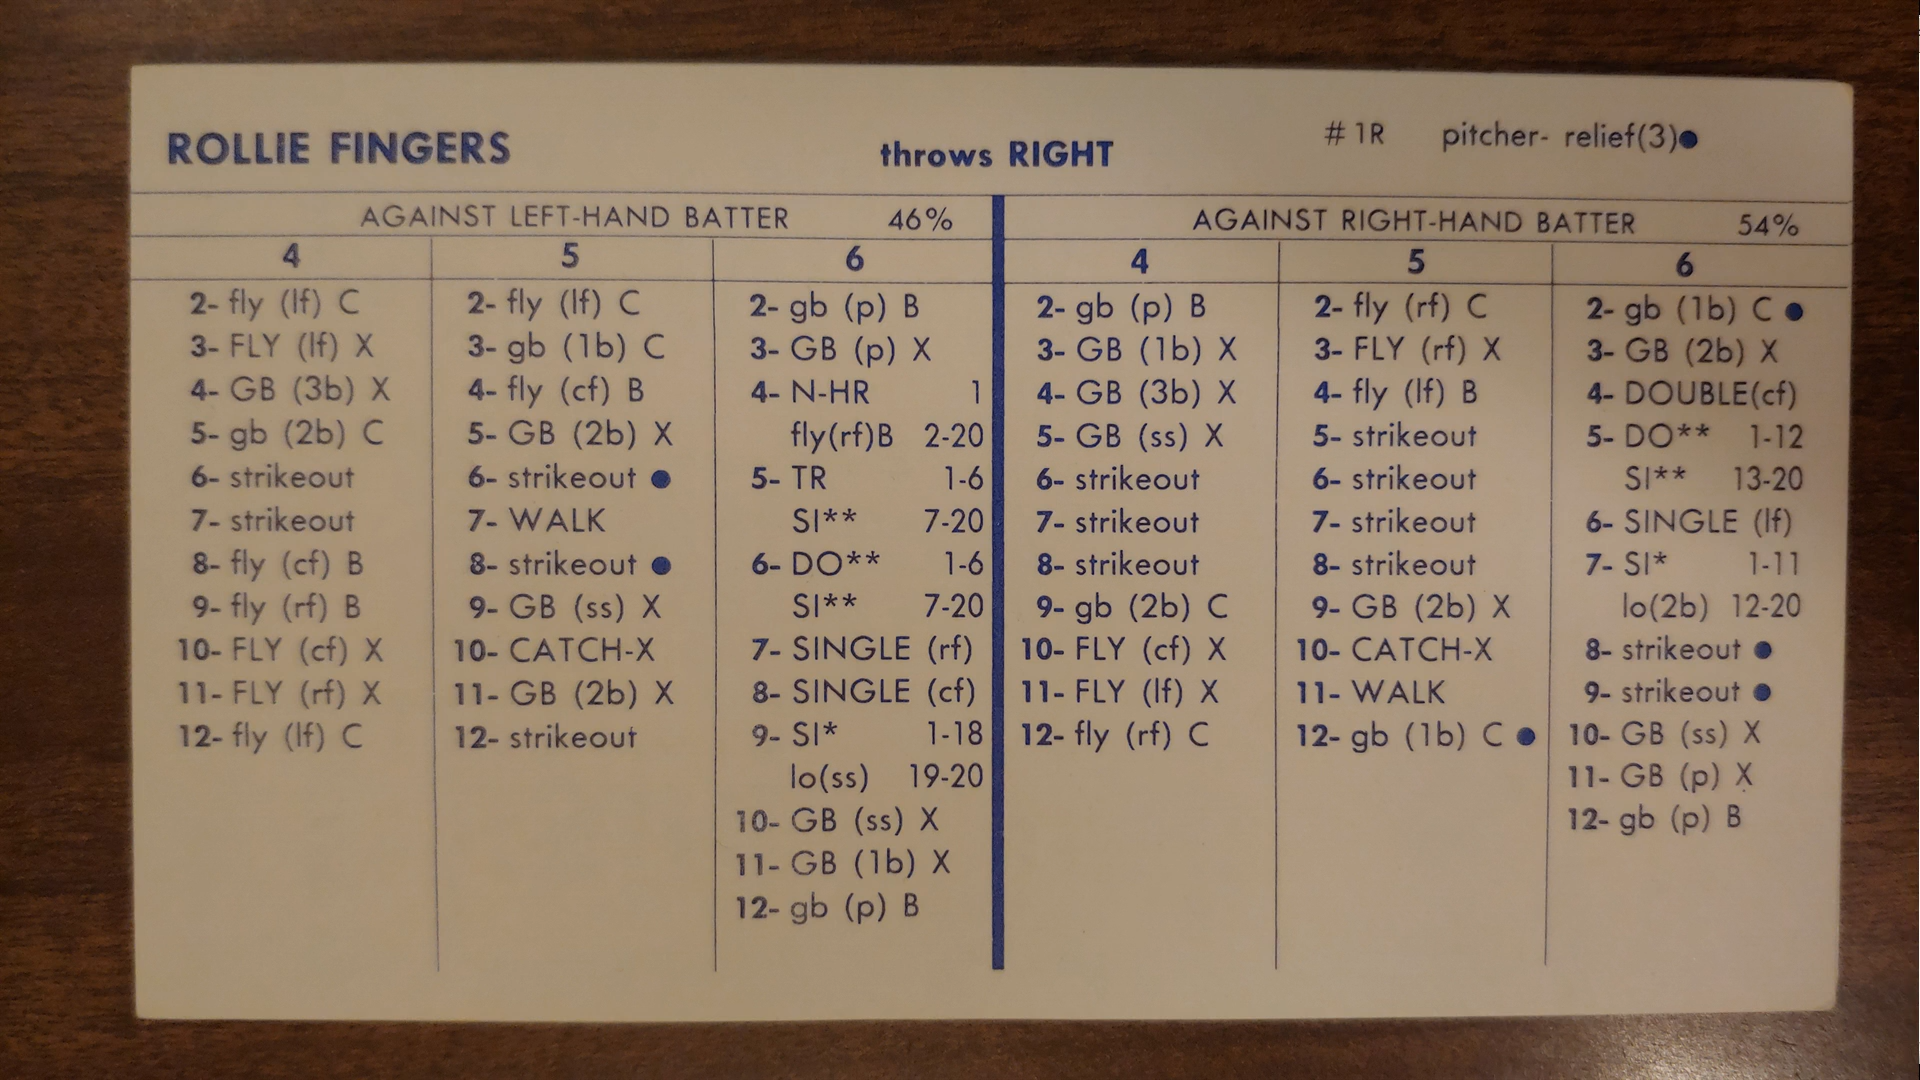 ROLLIE FINGERS throws RIGHT # 1R pitcher- relief(3)●
AGAINST LEFT-HAND BATTER 46%
4
2- fly (lf) C
3- FLY (lf) X
4- GB (3b) X
5- gb (2b) C
6- strikeout
7- strikeout
8- fly (cf) B
9- fly (rf) B
10- FLY (cf) X
11- FLY (rf) X
12- fly (lf) C
5
2- fly (lf) C
3- gb (1b) C
4- fly (cf) B
5- GB (2b) X
6- strikeout ●
7- WALK
8- strikeout ●
9- GB (ss) X
10- CATCH-X
11- GB (2b) X
12- strikeout
6
2- gb (p) B
3- GB (p) X
4- N-HR 1
fly(rf)B 2-20
5- TR 1-6
SI** 7-20
6- DO** 1-6
SI** 7-20
7- SINGLE (rf)
8- SINGLE (cf)
9- SI* 1-18
lo(ss) 19-20
10- GB (ss) X
11- GB (1b) X
12- gb (p) B
AGAINST RIGHT-HAND BATTER 54%
4
2- gb (p) B
3- GB (1b) X
4- GB (3b) X
5- GB (ss) X
6- strikeout
7- strikeout
8- strikeout
9- gb (2b) C
10- FLY (cf) X
11- FLY (lf) X
12- fly (rf) C
5
2- fly (rf) C
3- FLY (rf) X
4- fly (lf) B
5- strikeout
6- strikeout
7- strikeout
8- strikeout
9- GB (2b) X
10- CATCH-X
11- WALK
12- gb (1b) C ●
6
2- gb (1b) C ●
3- GB (2b) X
4- DOUBLE(cf)
5- DO** 1-12
SI** 13-20
6- SINGLE (lf)
7- SI* 1-11
lo(2b) 12-20
8- strikeout ●
9- strikeout ●
10- GB (ss) X
11- GB (p) X
12- gb (p) B